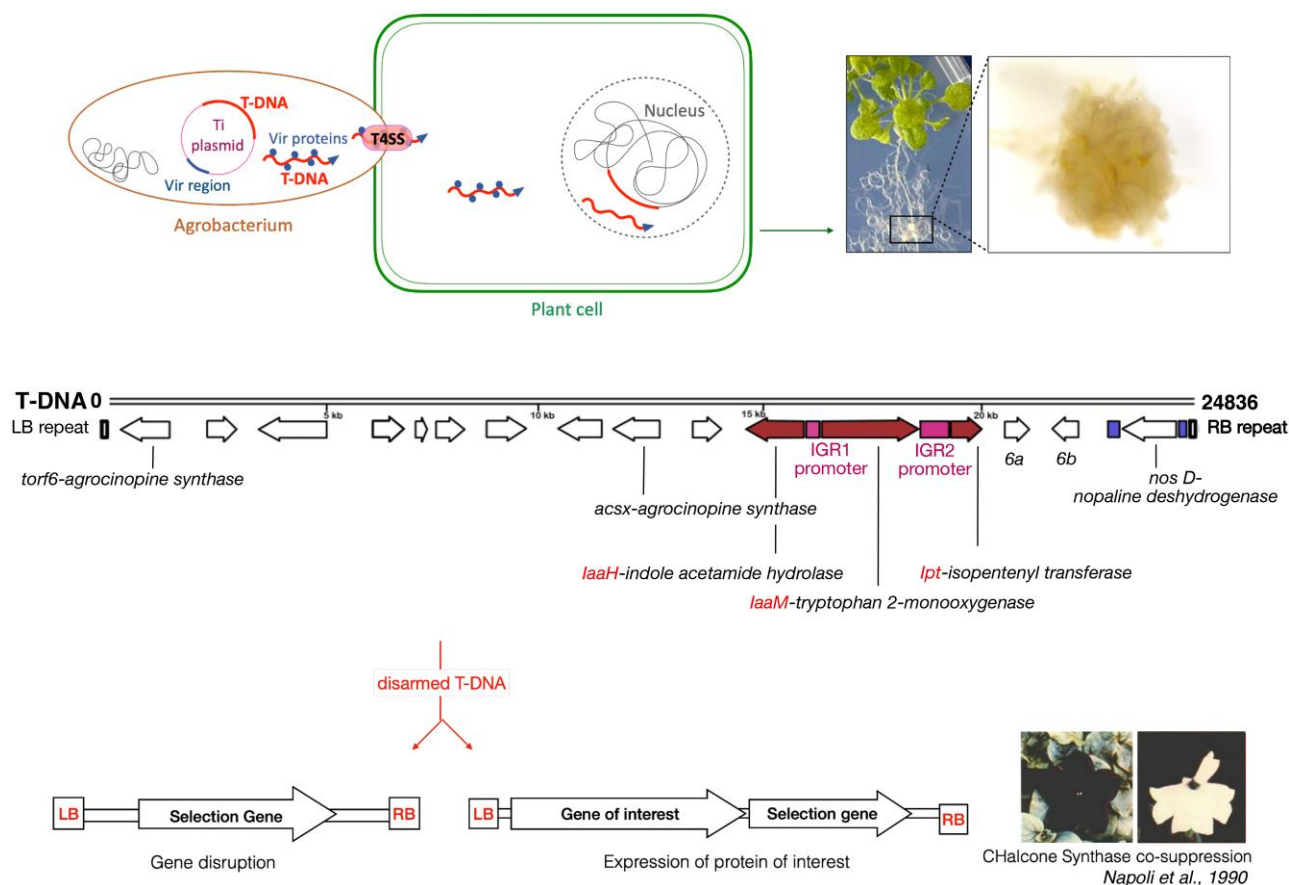 T-DNA
Ti
plasmid
Vir proteins
T4SS
T-DNA
Vir region
Agrobacterium
Nucleus
Plant cell
T-DNA 0
5 kb
10 kb
15 kb
20 kb
24836
LB repeat
RB repeat
IGR1
promoter
IGR2
promoter
6a
6b
torf6-agrocinopine synthase
nos D-
nopaline deshydrogenase
acsx-agrocinopine synthase
IaaH-indole acetamide hydrolase
Ipt-isopentenyl transferase
IaaM-tryptophan 2-monooxygenase
disarmed T-DNA
LB
Selection Gene
RB
LB
Gene of interest
Selection gene
RB
Gene disruption
Expression of protein of interest
CHalcone Synthase co-suppression
Napoli et al., 1990